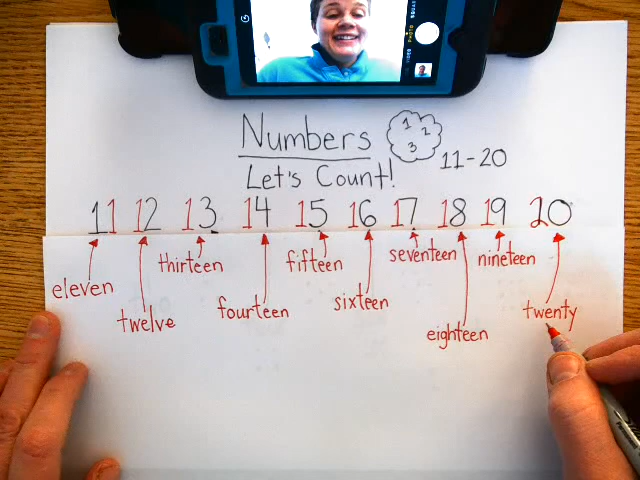 Numbers
1 2 3
11-20
Let's Count!
11 12 13 14 15 16 17 18 19 20
eleven
twelve
thirteen
fourteen
fifteen
sixteen
seventeen
eighteen
nineteen
twenty
PHOTO